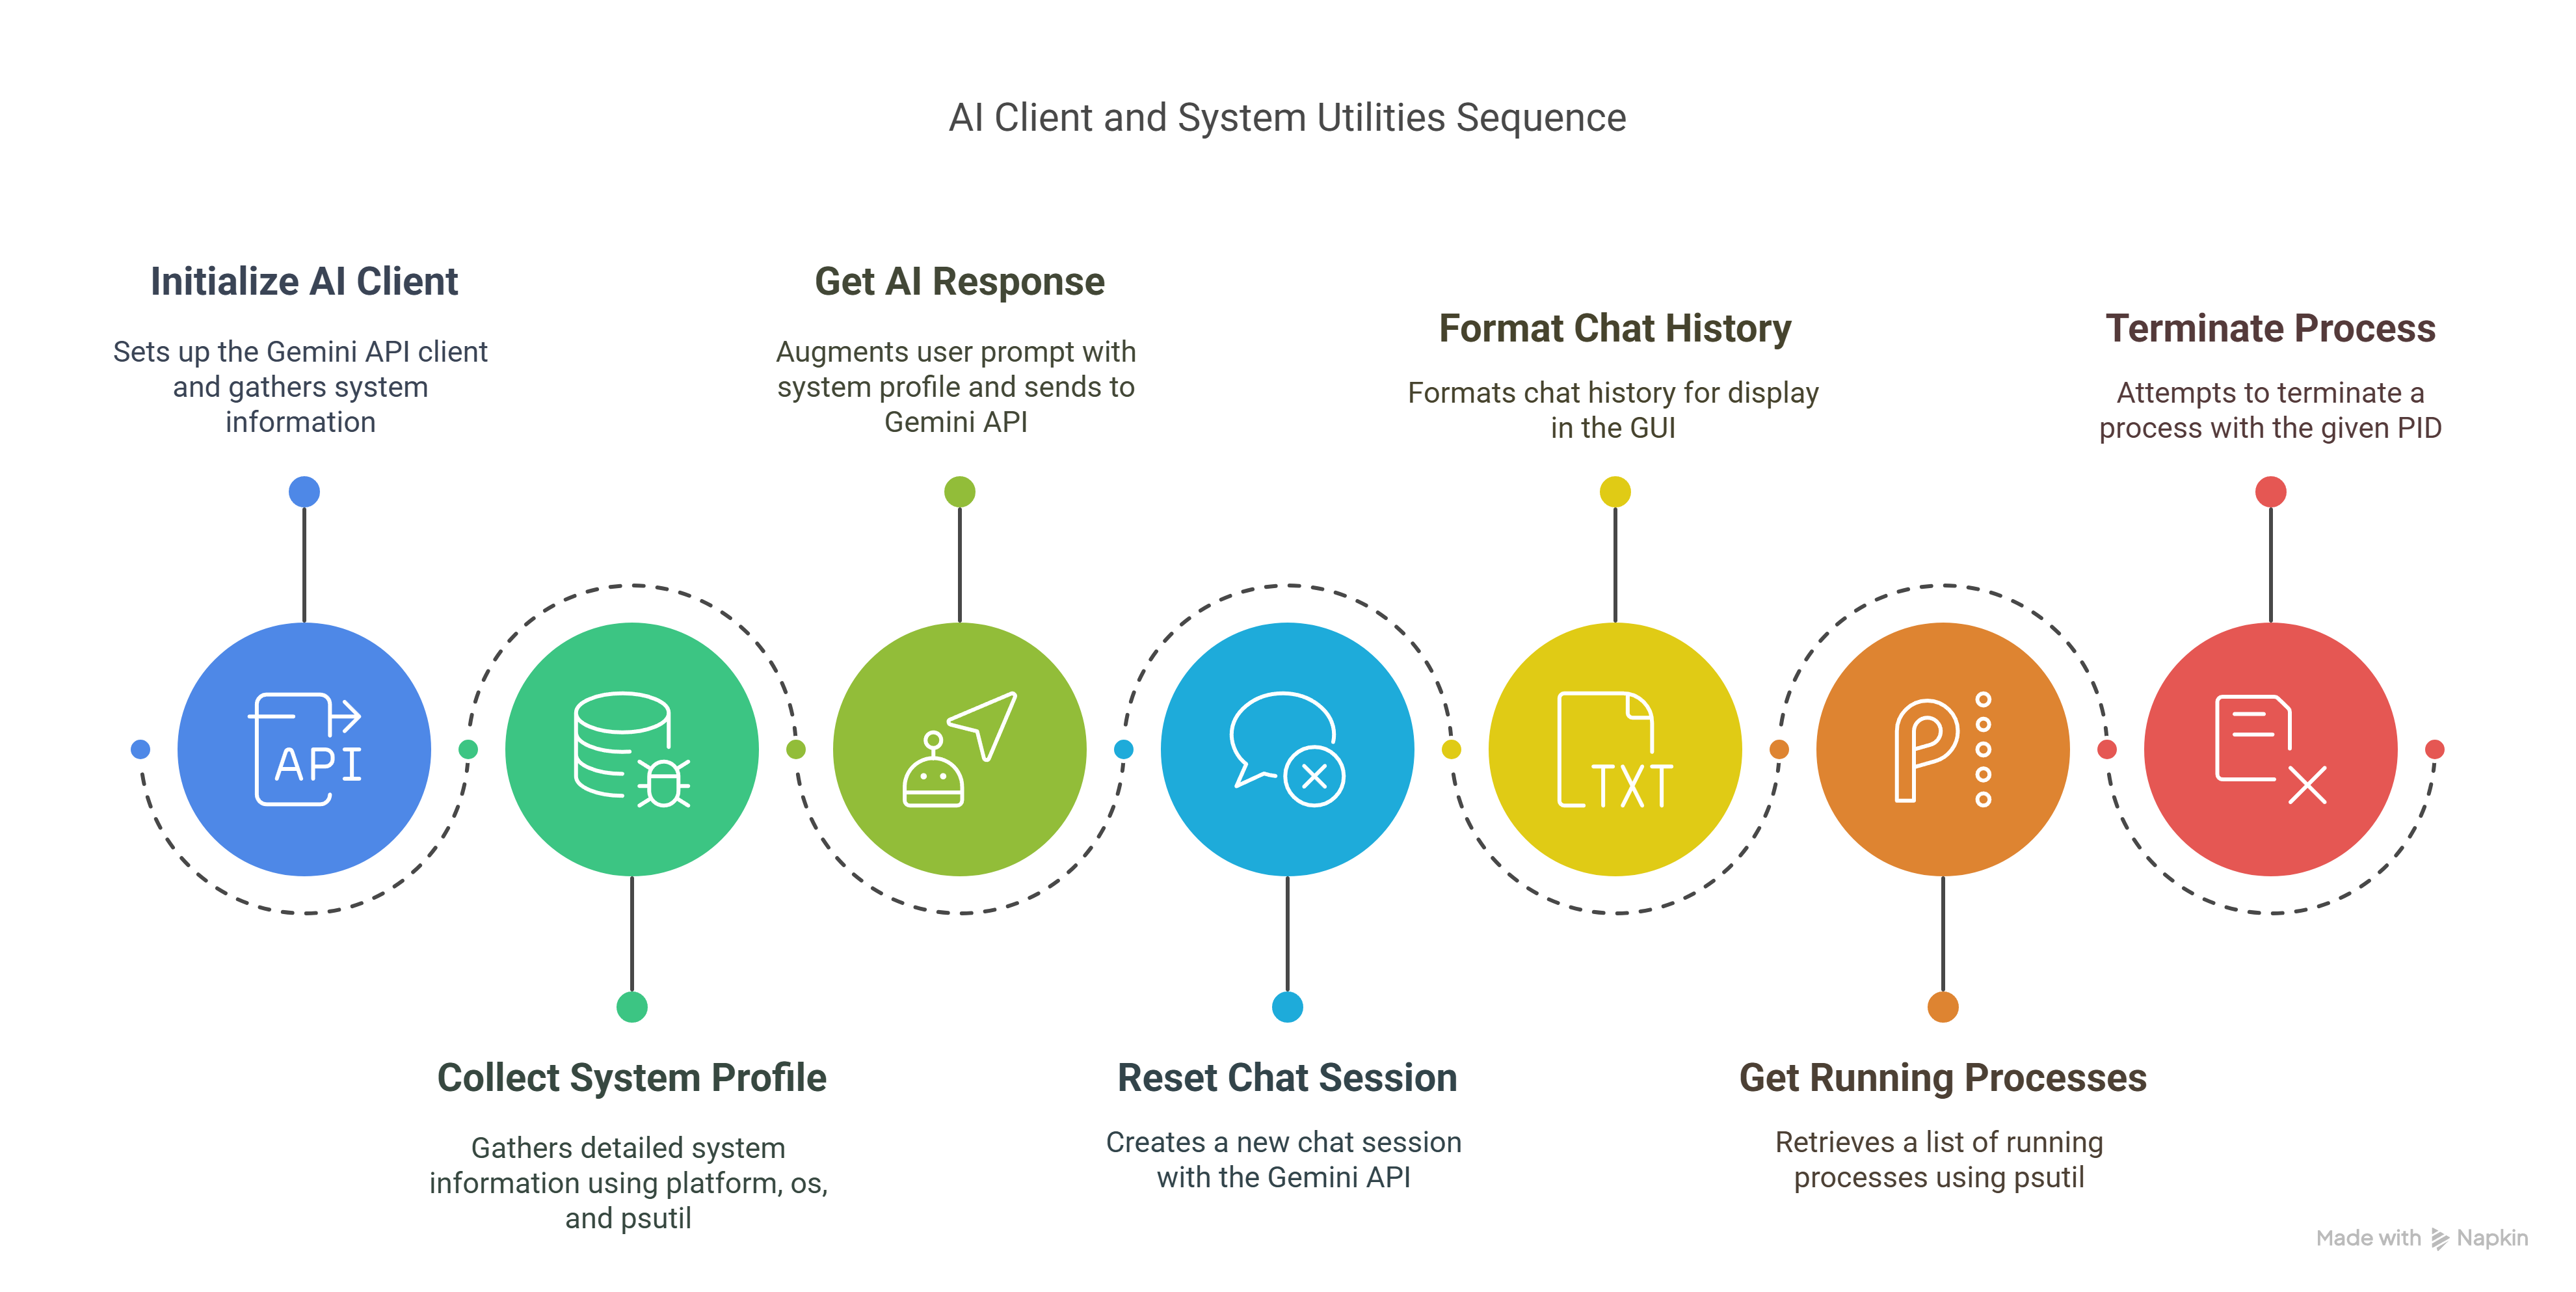 AI Client and System Utilities Sequence
Initialize AI Client
Sets up the Gemini API client
and gathers system
information
API
Collect System Profile
Gathers detailed system
information using platform, os,
and psutil
Get AI Response
Augments user prompt with
system profile and sends to
Gemini API
Reset Chat Session
Creates a new chat session
with the Gemini API
Format Chat History
Formats chat history for display
in the GUI
TXT
Get Running Processes
Retrieves a list of running
processes using psutil
P
Terminate Process
Attempts to terminate a
process with the given PID
Made with Napkin